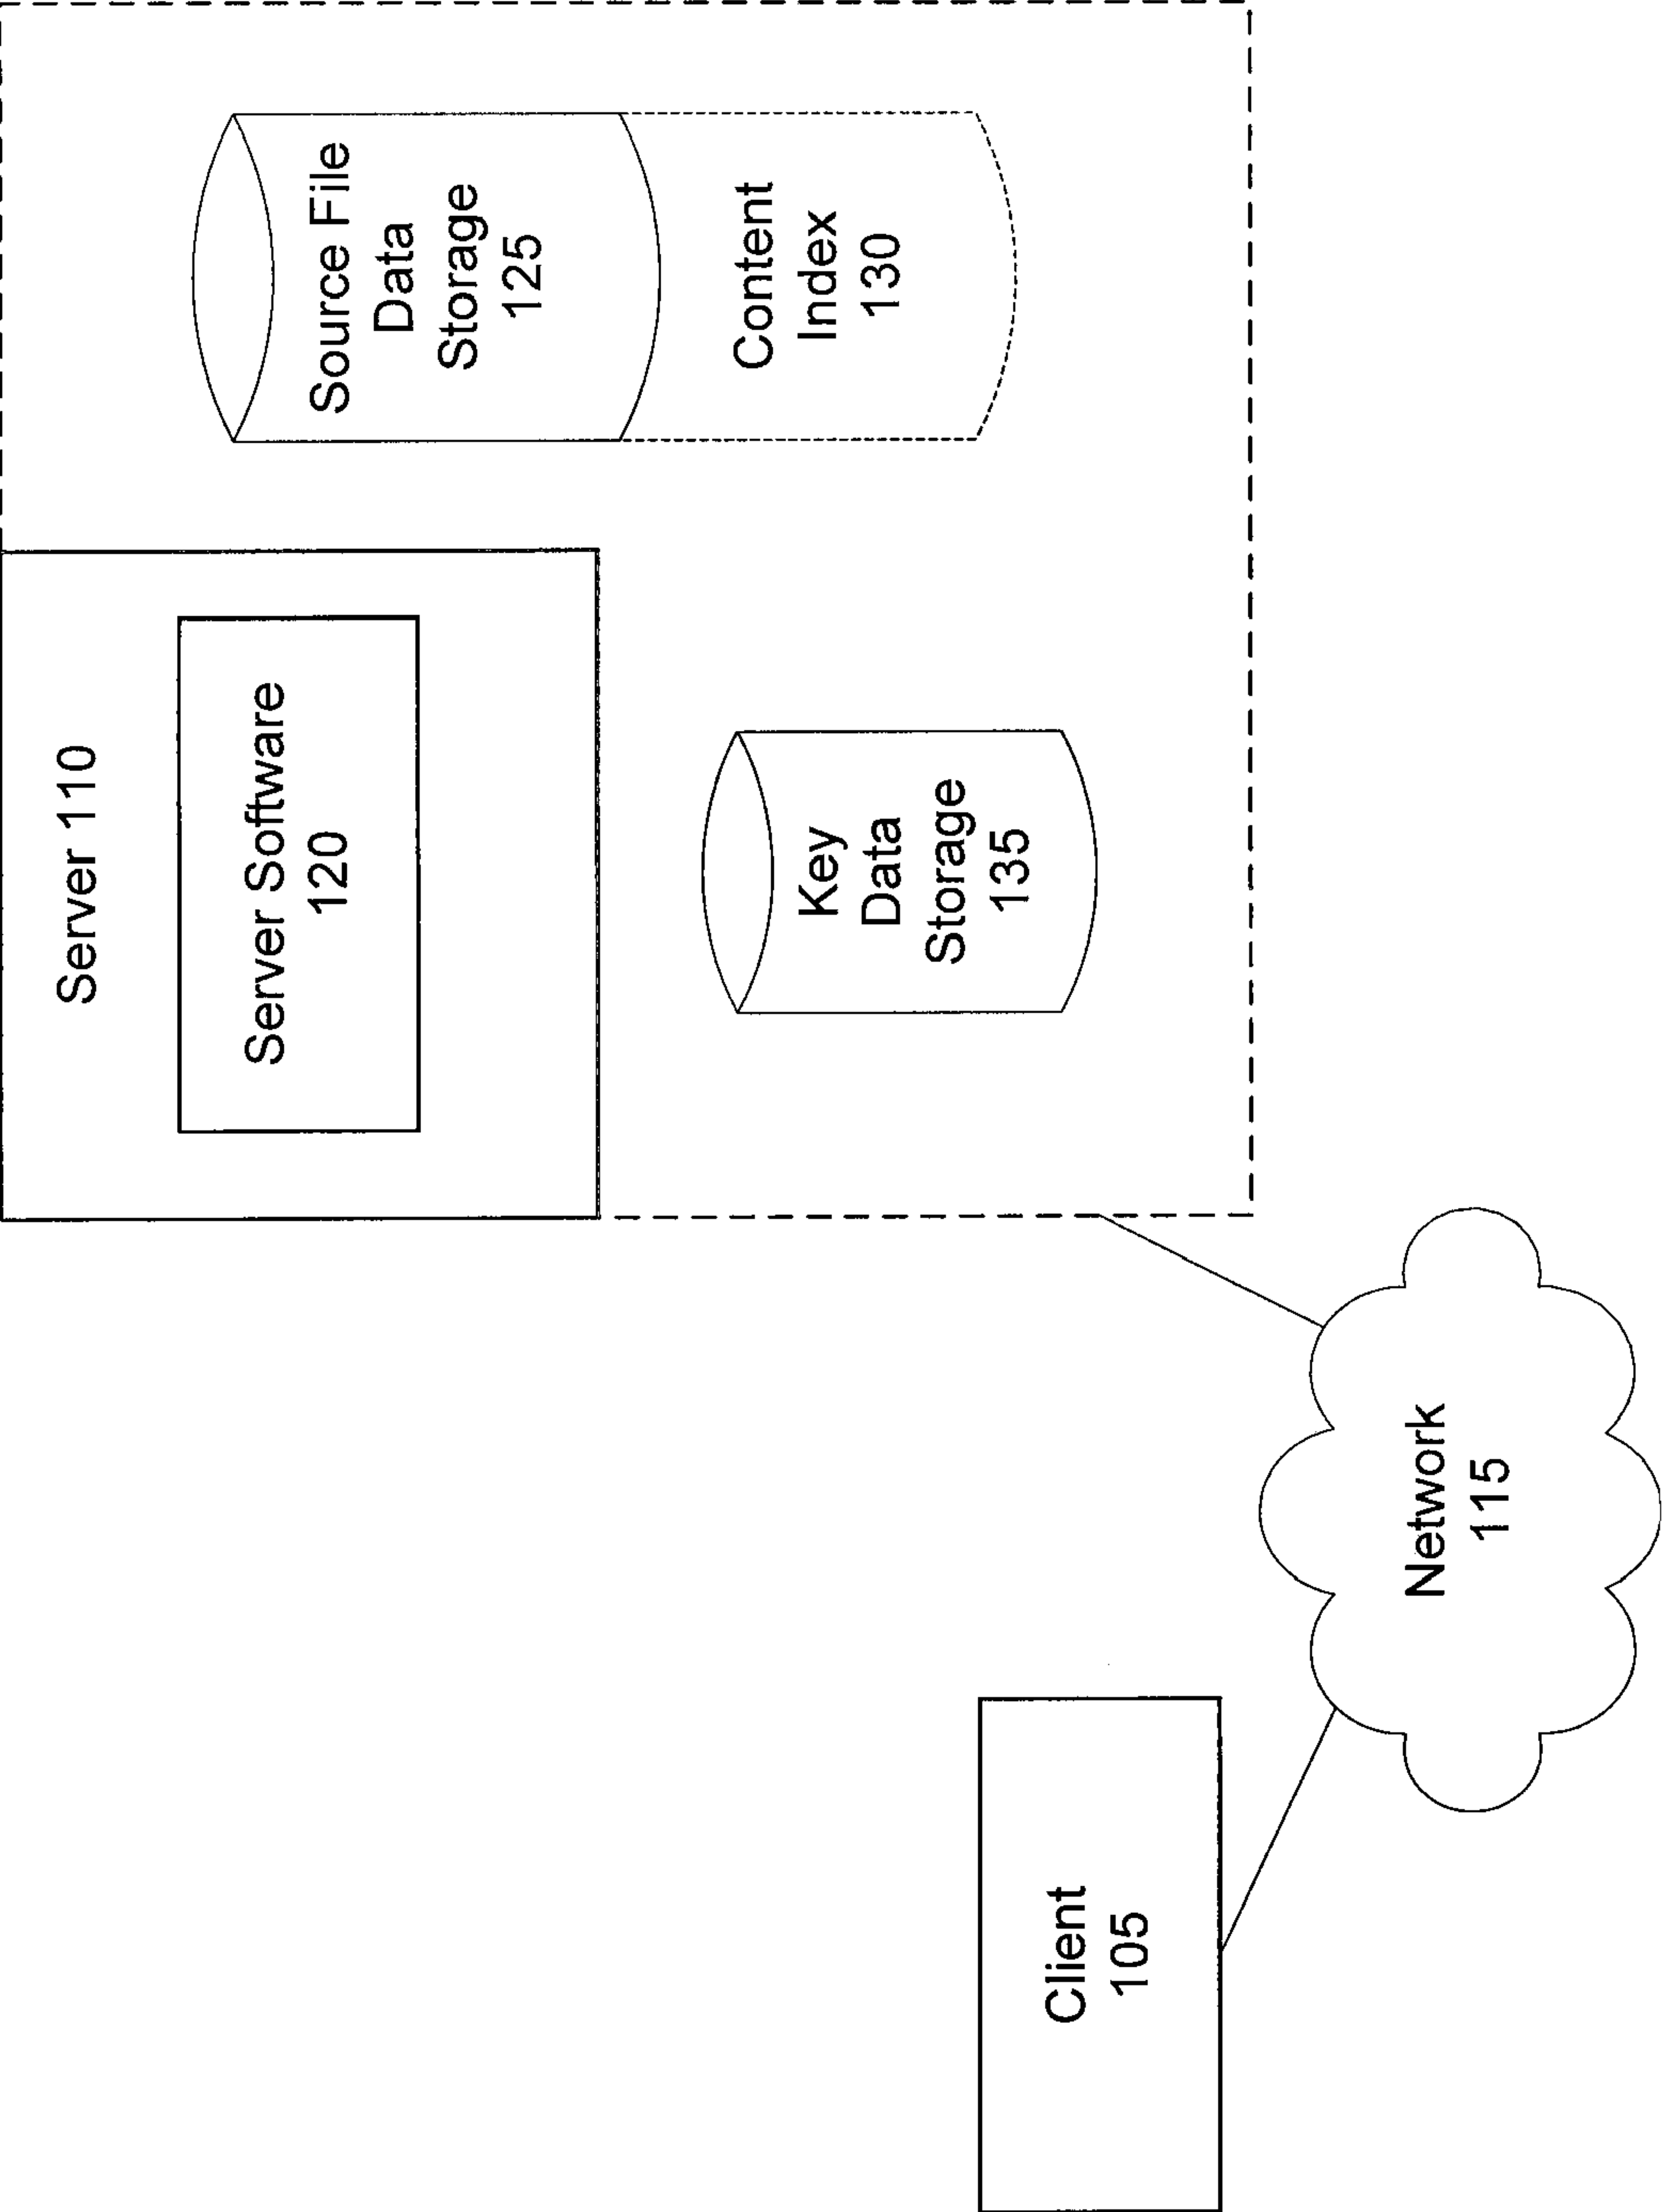 Server 110
Server Software
120
Source File
Data
Storage
125
Key
Data
Storage
135
Content
Index
130
Client
105
Network
115